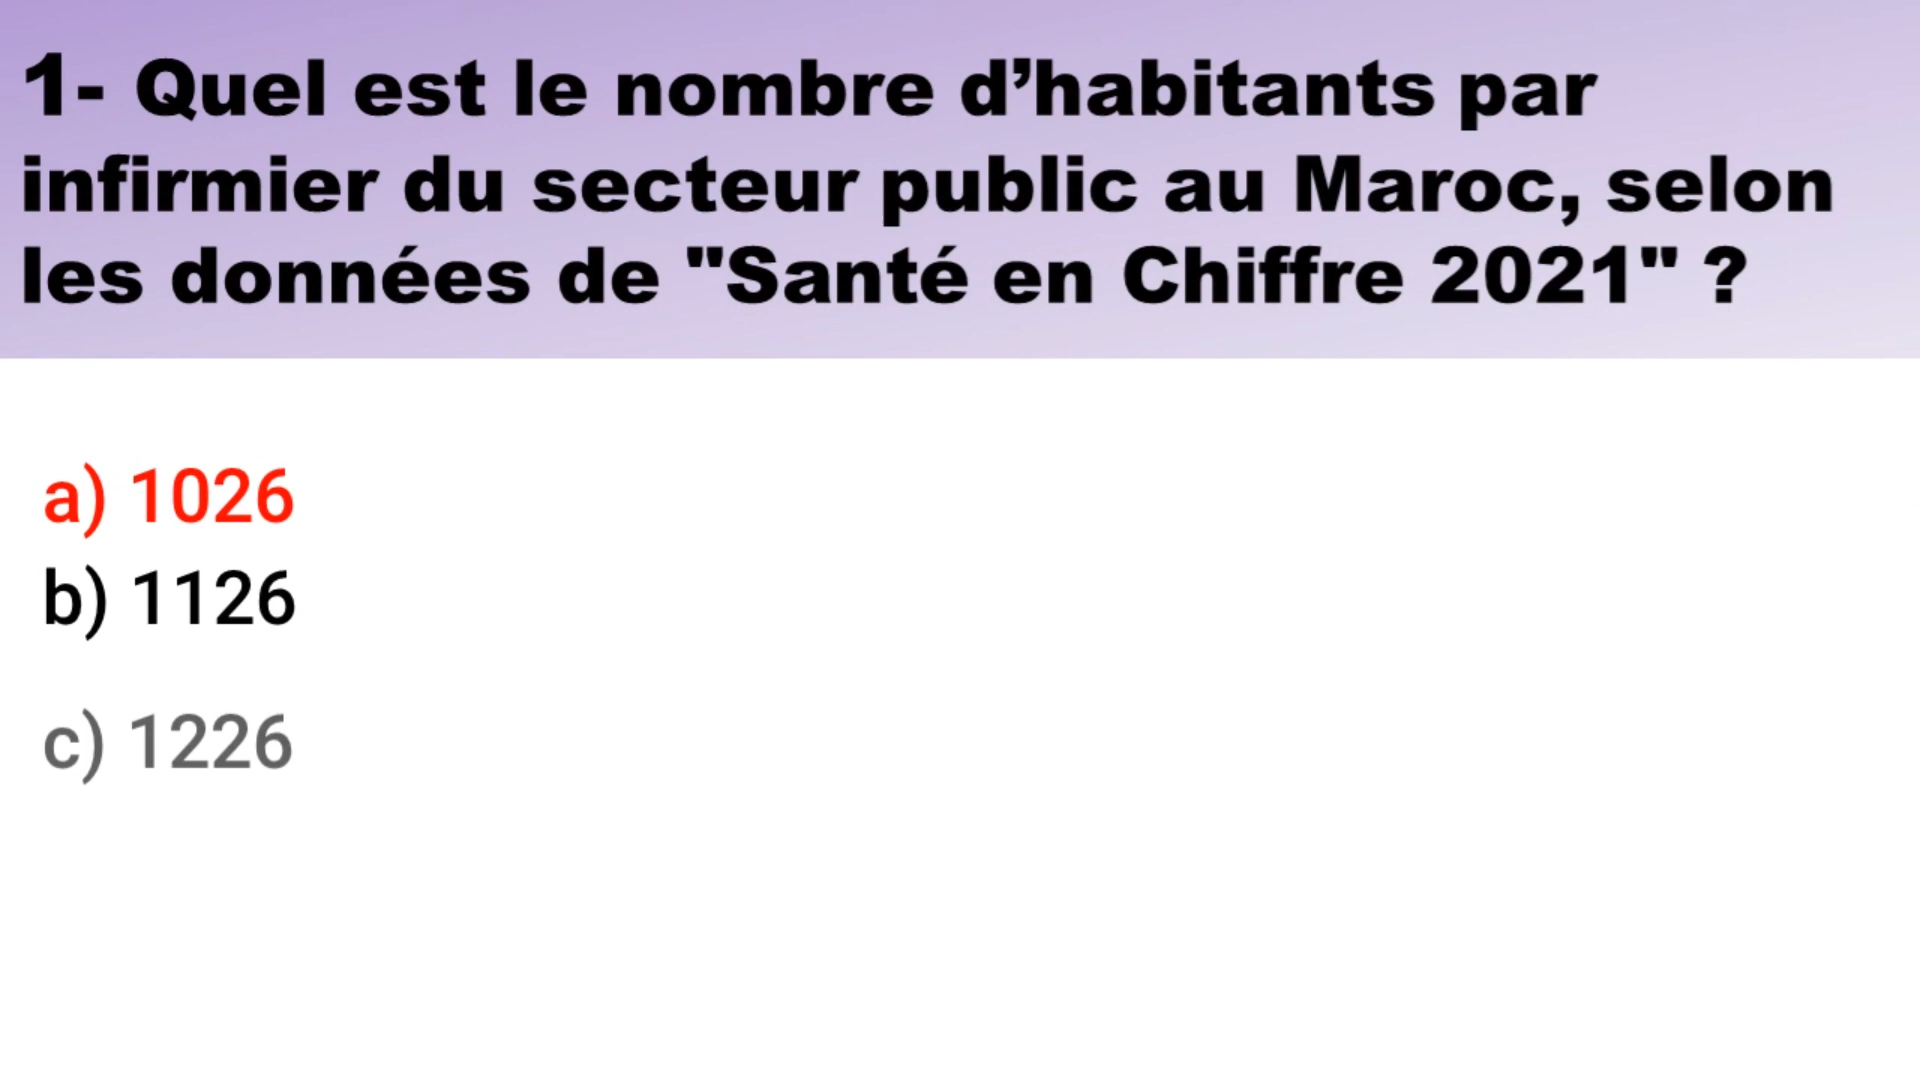 1- Quel est le nombre d’habitants par
infirmier du secteur public au Maroc, selon
les données de "Santé en Chiffre 2021" ?
a) 1026
b) 1126
c) 1226